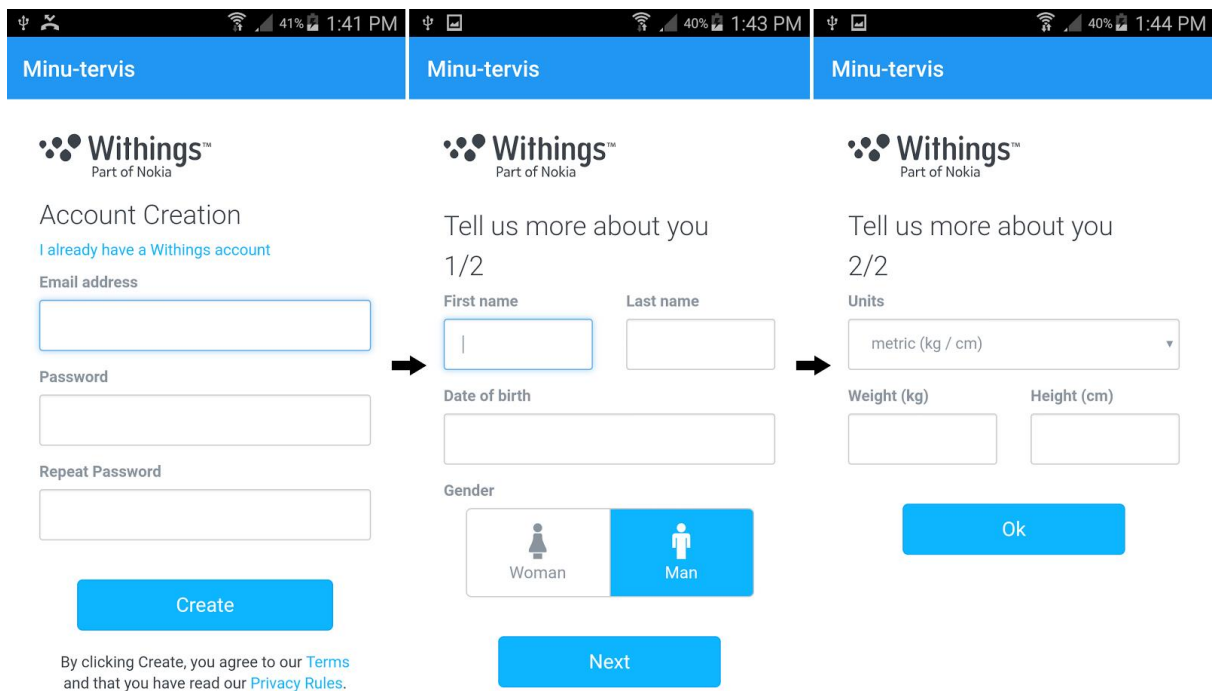 41% 1:41 PM
Minu-tervis
Withings™
Part of Nokia
Account Creation
I already have a Withings account
Email address
Password
Repeat Password
Create
By clicking Create, you agree to our Terms
and that you have read our Privacy Rules.
40% 1:43 PM
Minu-tervis
Withings™
Part of Nokia
Tell us more about you
1/2
First name Last name
Date of birth
Gender
Woman Man
Next
40% 1:44 PM
Minu-tervis
Withings™
Part of Nokia
Tell us more about you
2/2
Units
metric (kg / cm)
Weight (kg) Height (cm)
Ok